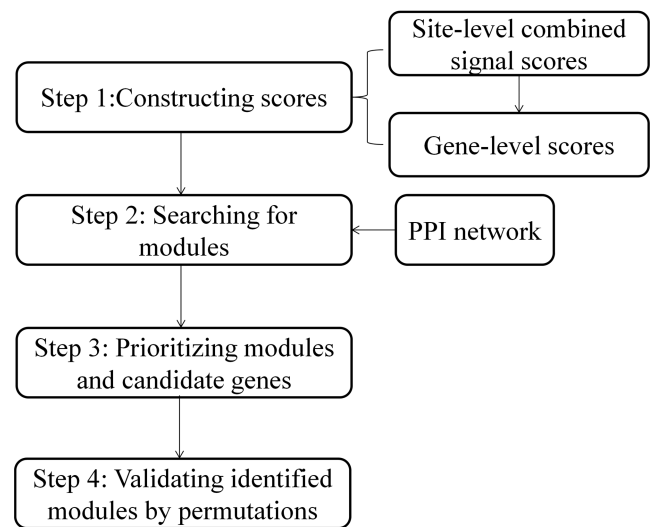 Site-level combined
signal scores
Step 1:Constructing scores
Gene-level scores
Step 2: Searching for
modules
PPI network
Step 3: Prioritizing modules
and candidate genes
Step 4: Validating identified
modules by permutations